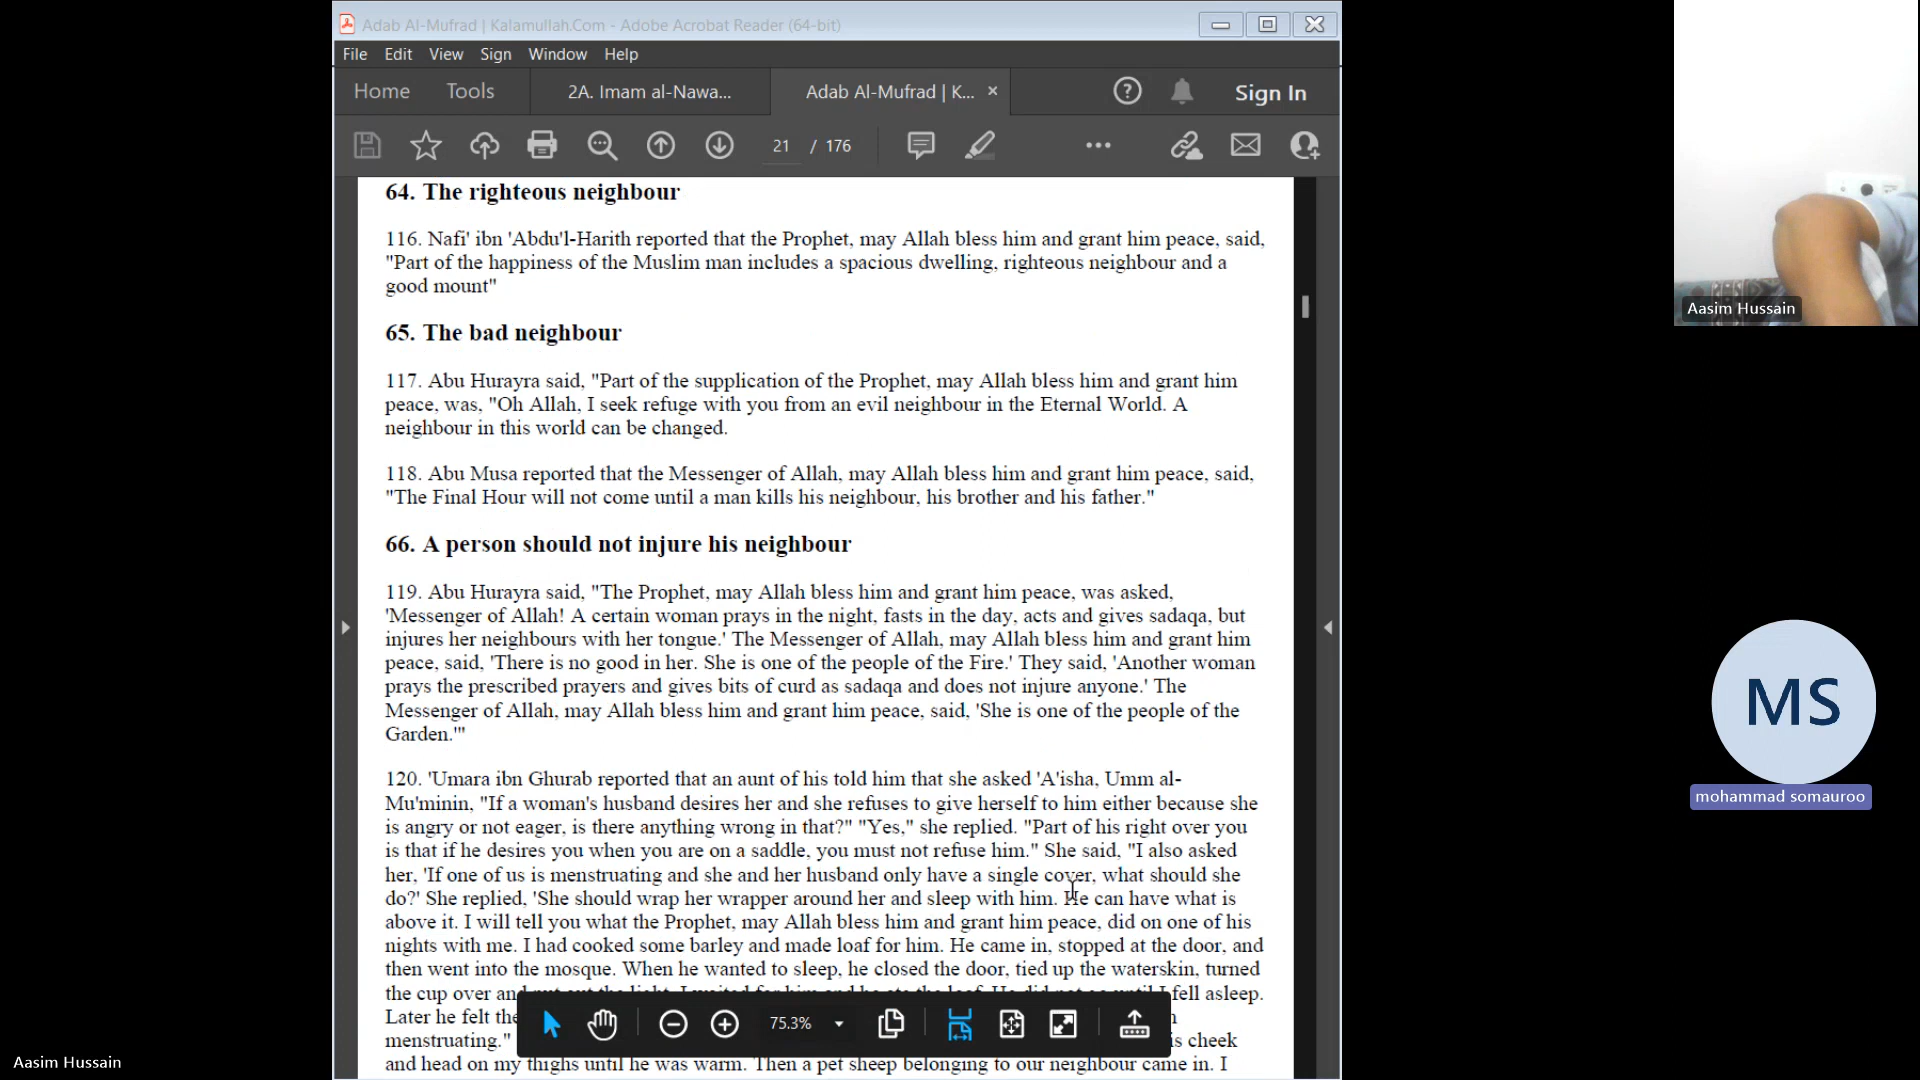 Adab Al-Mufrad | Kalamullah.Com - Adobe Acrobat Reader (64-bit)
File Edit View Sign Window Help
Home Tools 2A. Imam al-Nawa... Adab Al-Mufrad | K... × Sign In
21 / 176
64. The righteous neighbour
116. Nafi' ibn 'Abdu'l-Harith reported that the Prophet, may Allah bless him and grant him peace, said,
"Part of the happiness of the Muslim man includes a spacious dwelling, righteous neighbour and a
good mount"
65. The bad neighbour
117. Abu Hurayra said, "Part of the supplication of the Prophet, may Allah bless him and grant him
peace, was, "Oh Allah, I seek refuge with you from an evil neighbour in the Eternal World. A
neighbour in this world can be changed.
118. Abu Musa reported that the Messenger of Allah, may Allah bless him and grant him peace, said,
"The Final Hour will not come until a man kills his neighbour, his brother and his father."
66. A person should not injure his neighbour
119. Abu Hurayra said, "The Prophet, may Allah bless him and grant him peace, was asked,
'Messenger of Allah! A certain woman prays in the night, fasts in the day, acts and gives sadaqa, but
injures her neighbours with her tongue.' The Messenger of Allah, may Allah bless him and grant him
peace, said, 'There is no good in her. She is one of the people of the Fire.' They said, 'Another woman
prays the prescribed prayers and gives bits of curd as sadaqa and does not injure anyone.' The
Messenger of Allah, may Allah bless him and grant him peace, said, 'She is one of the people of the
Garden.'"
120. 'Umara ibn Ghurab reported that an aunt of his told him that she asked 'A'isha, Umm al-
Mu'minin, "If a woman's husband desires her and she refuses to give herself to him either because she
is angry or not eager, is there anything wrong in that?" "Yes," she replied. "Part of his right over you
is that if he desires you when you are on a saddle, you must not refuse him." She said, "I also asked
her, 'If one of us is menstruating and she and her husband only have a single cover, what should she
do?' She replied, 'She should wrap her wrapper around her and sleep with him. He can have what is
above it. I will tell you what the Prophet, may Allah bless him and grant him peace, did on one of his
nights with me. I had cooked some barley and made loaf for him. He came in, stopped at the door, and
then went into the mosque. When he wanted to sleep, he closed the door, tied up the waterskin, turned
the cup over and I fell asleep.
Later he felt the
menstruating." is cheek
and head on my thighs until he was warm. Then a pet sheep belonging to our neighbour came in. I
75.3%
Aasim Hussain
MS
mohammad somauroo
Aasim Hussain